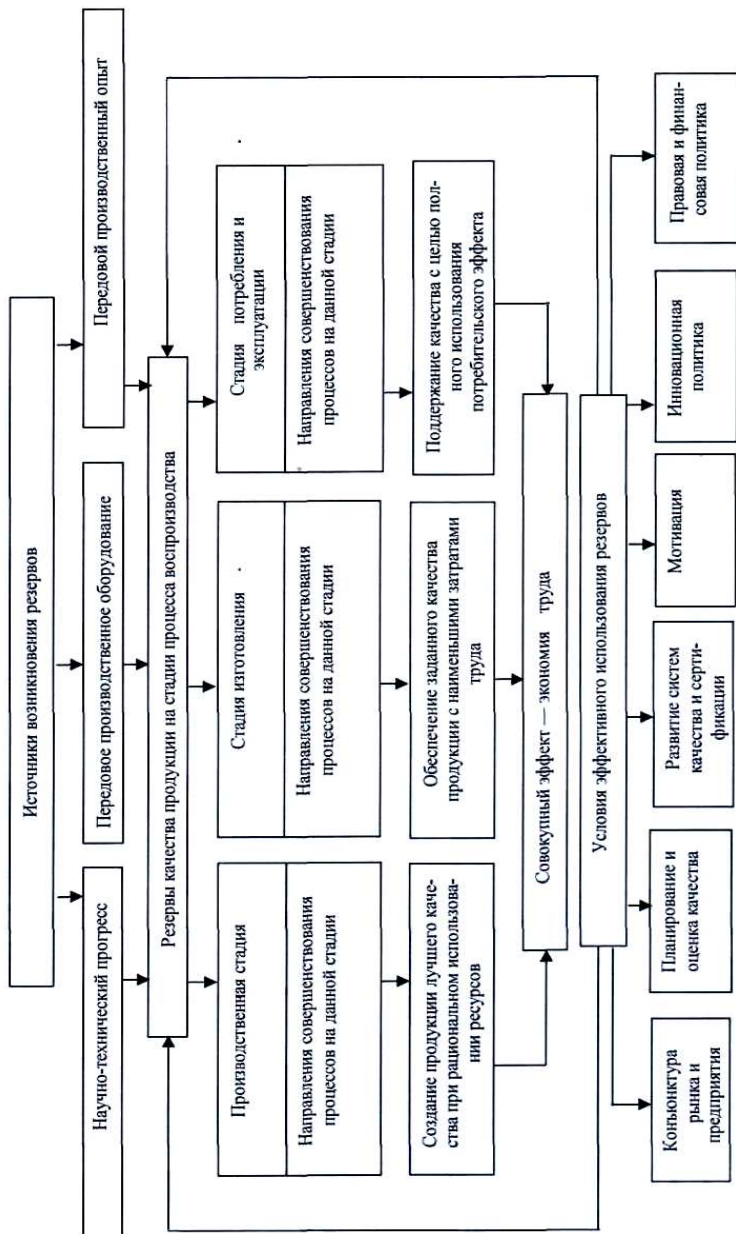 Источники возникновения резервов
Научно-технический прогресс
Передовое производственное оборудование
Передовой производственный опыт
Резервы качества продукции на стадии процесса воспроизводства
Производственная стадия
Направления совершенствования
процессов на данной стадии
Стадия изготовления
Направления совершенствования
процессов на данной стадии
Стадия потребления и
эксплуатации
Направления совершенствования
процессов на данной стадии
Создание продукции лучшего каче-
ства при рациональном использова-
нии ресурсов
Обеспечение заданного качества
продукции с наименьшими затратами
труда
Поддержание качества с целью пол-
ного использования
потребительского эффекта
Совокупный эффект — экономия труда
Условия эффективного использования резервов
Конъюнктура
рынка и
предприятия
Планирование и
оценка качества
Развитие систем
качества и серти-
фикации
Мотивация
Инновационная
политика
Правовая и финан-
совая политика